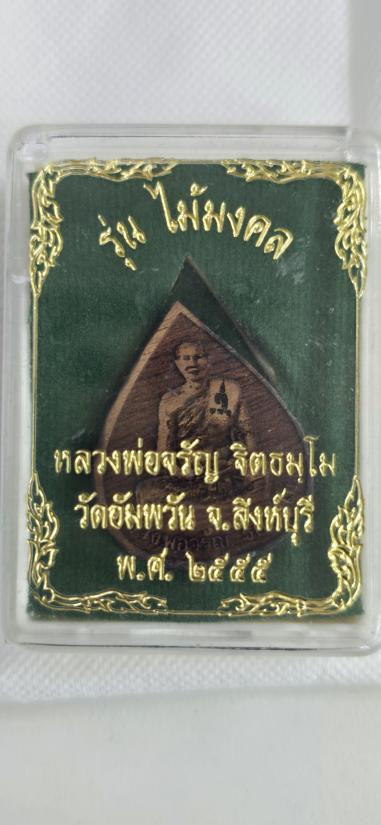 รุ่น ไม้มงคล
หลวงพ่อจรัญ ฐิตธมฺโม
วัดอัมพวัน จ.สิงห์บุรี
พ.ศ. ๒๕๕๕